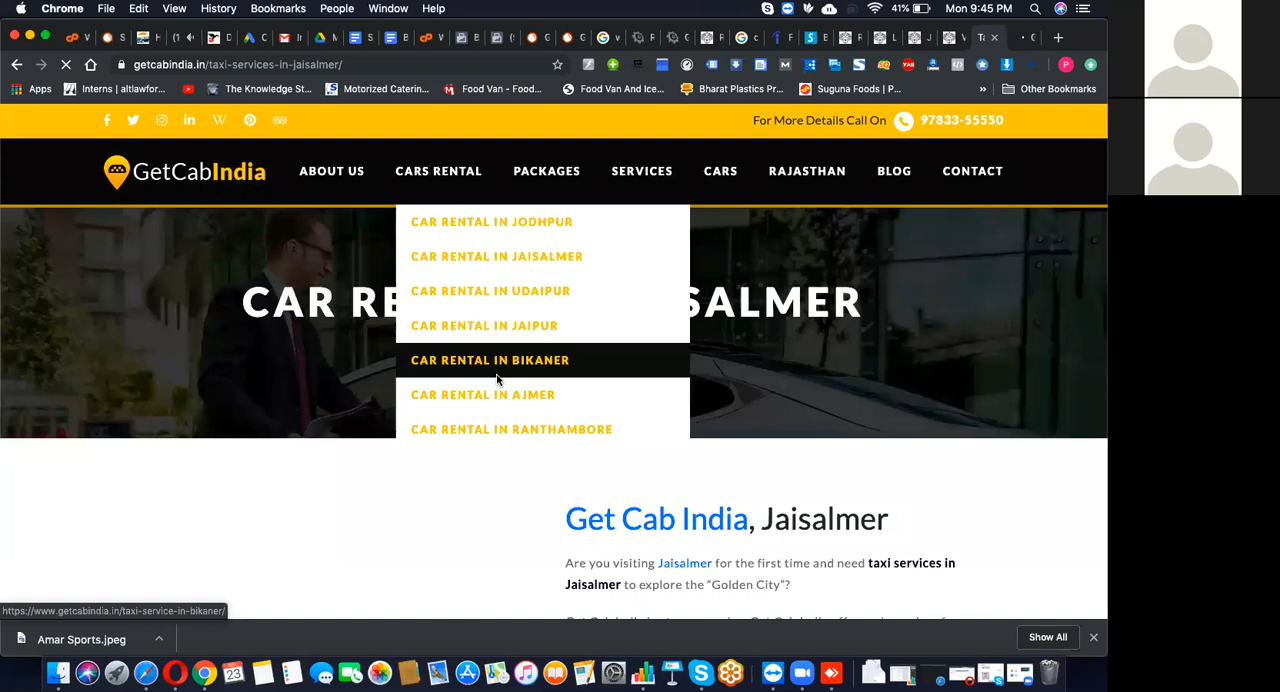 Chrome File Edit View History Bookmarks People Window Help 41% Mon 9:45 PM
getcabindia.in/taxi-services-in-jaisalmer/
Apps Interns | altlawfor... The Knowledge St... Motorized Caterin... Food Van - Food... Food Van And Ice... Bharat Plastics Pr... Suguna Foods | P... » Other Bookmarks
For More Details Call On 97833-55550
GetCabIndia ABOUT US CARS RENTAL PACKAGES SERVICES CARS RAJASTHAN BLOG CONTACT
CAR RENTAL IN JODHPUR
CAR RENTAL IN JAISALMER
CAR RENTAL IN UDAIPUR
CAR RE SALMER
CAR RENTAL IN JAIPUR
CAR RENTAL IN BIKANER
CAR RENTAL IN AJMER
CAR RENTAL IN RANTHAMBORE
Get Cab India, Jaisalmer
Are you visiting Jaisalmer for the first time and need taxi services in
Jaisalmer to explore the “Golden City”?
https://www.getcabindia.in/taxi-service-in-bikaner/
Amar Sports.jpeg Show All
23